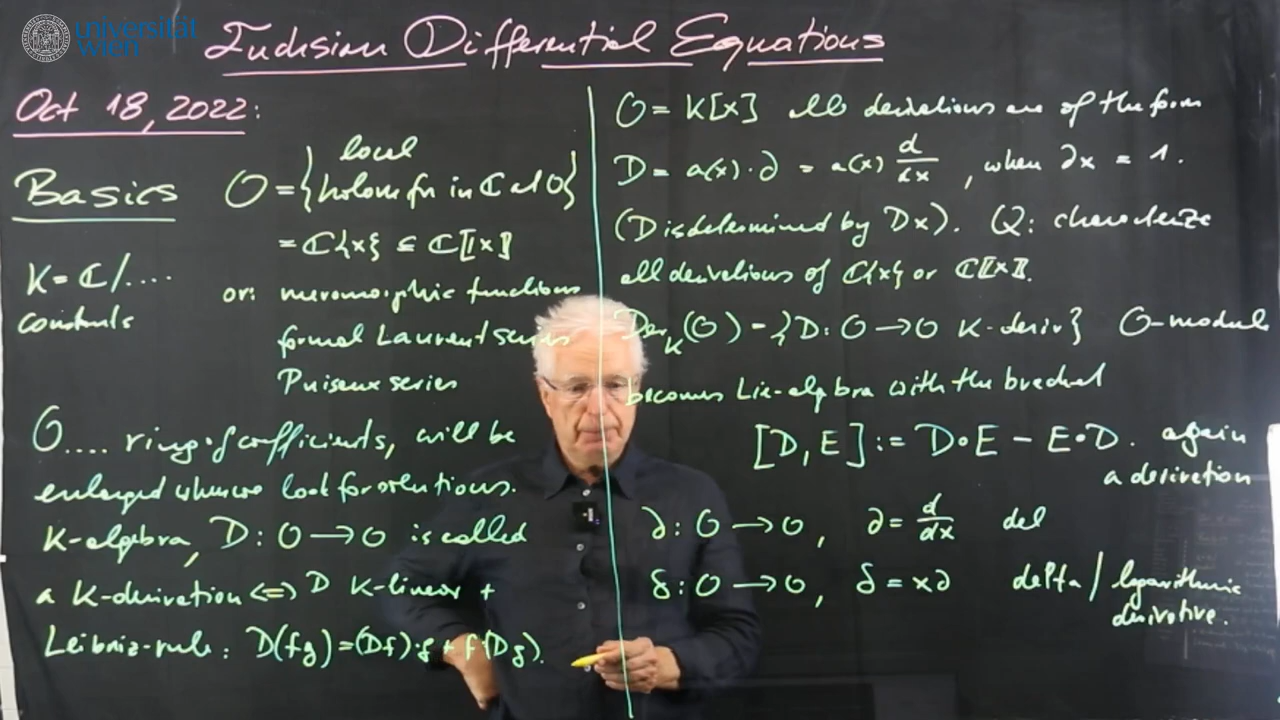 universität
wien
Fuchsian Differential Equations
Oct 18, 2022:
Basics
O = { local holom fn in ℂ at 0 }
= ℂ{x} ⊆ ℂ[[x]]
K = ℂ/....
constants
or: meromorphic functions
formal Laurent series
Puiseux series
O.... ring of coefficients, will be
enlarged when we look for solutions.
K-algebra, D: O → O is called
a K-derivation ⇔ D K-linear +
Leibniz-rule: D(fg) = (Df)·g + f·(Dg).
O = K[x] all derivations are of the form
D = a(x)·∂ = a(x) d/dx, when ∂x = 1.
(D is determined by Dx). Q: characterize
all derivations of ℂ{x} or ℂ[[x]].
Der_K(O) = {D: O → O K-deriv} O-module
becomes Lie-algebra with the bracket
[D, E] := D∘E − E∘D. again
a derivation
∂: O → O, ∂ = d/dx del
δ: O → O, δ = x∂ delta / logarithmic
derivative.